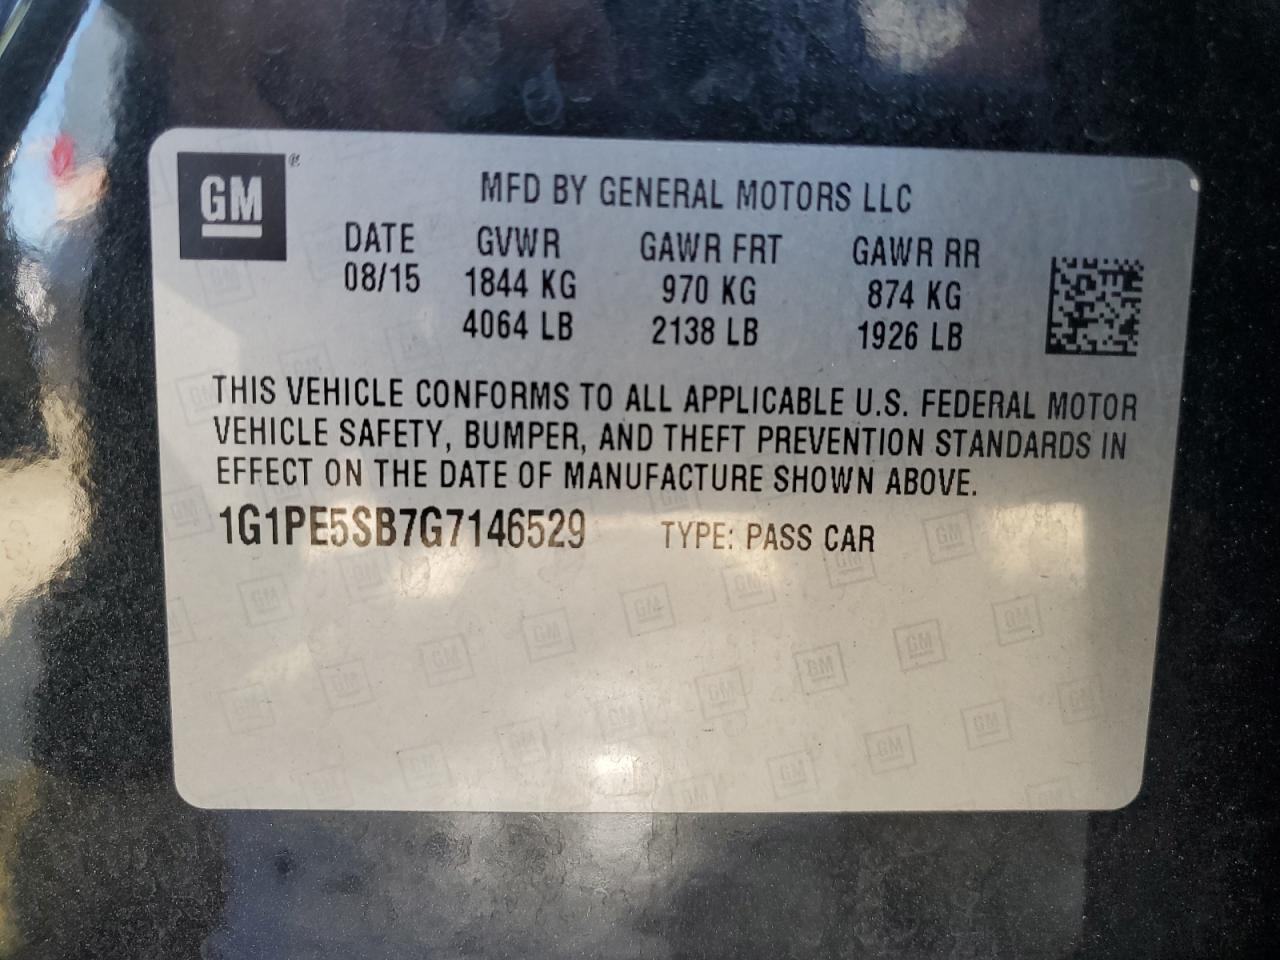 GM®
MFD BY GENERAL MOTORS LLC
DATE GVWR GAWR FRT GAWR RR
08/15 1844 KG 970 KG 874 KG
4064 LB 2138 LB 1926 LB
THIS VEHICLE CONFORMS TO ALL APPLICABLE U.S. FEDERAL MOTOR
VEHICLE SAFETY, BUMPER, AND THEFT PREVENTION STANDARDS IN
EFFECT ON THE DATE OF MANUFACTURE SHOWN ABOVE.
1G1PE5SB7G7146529 TYPE: PASS CAR